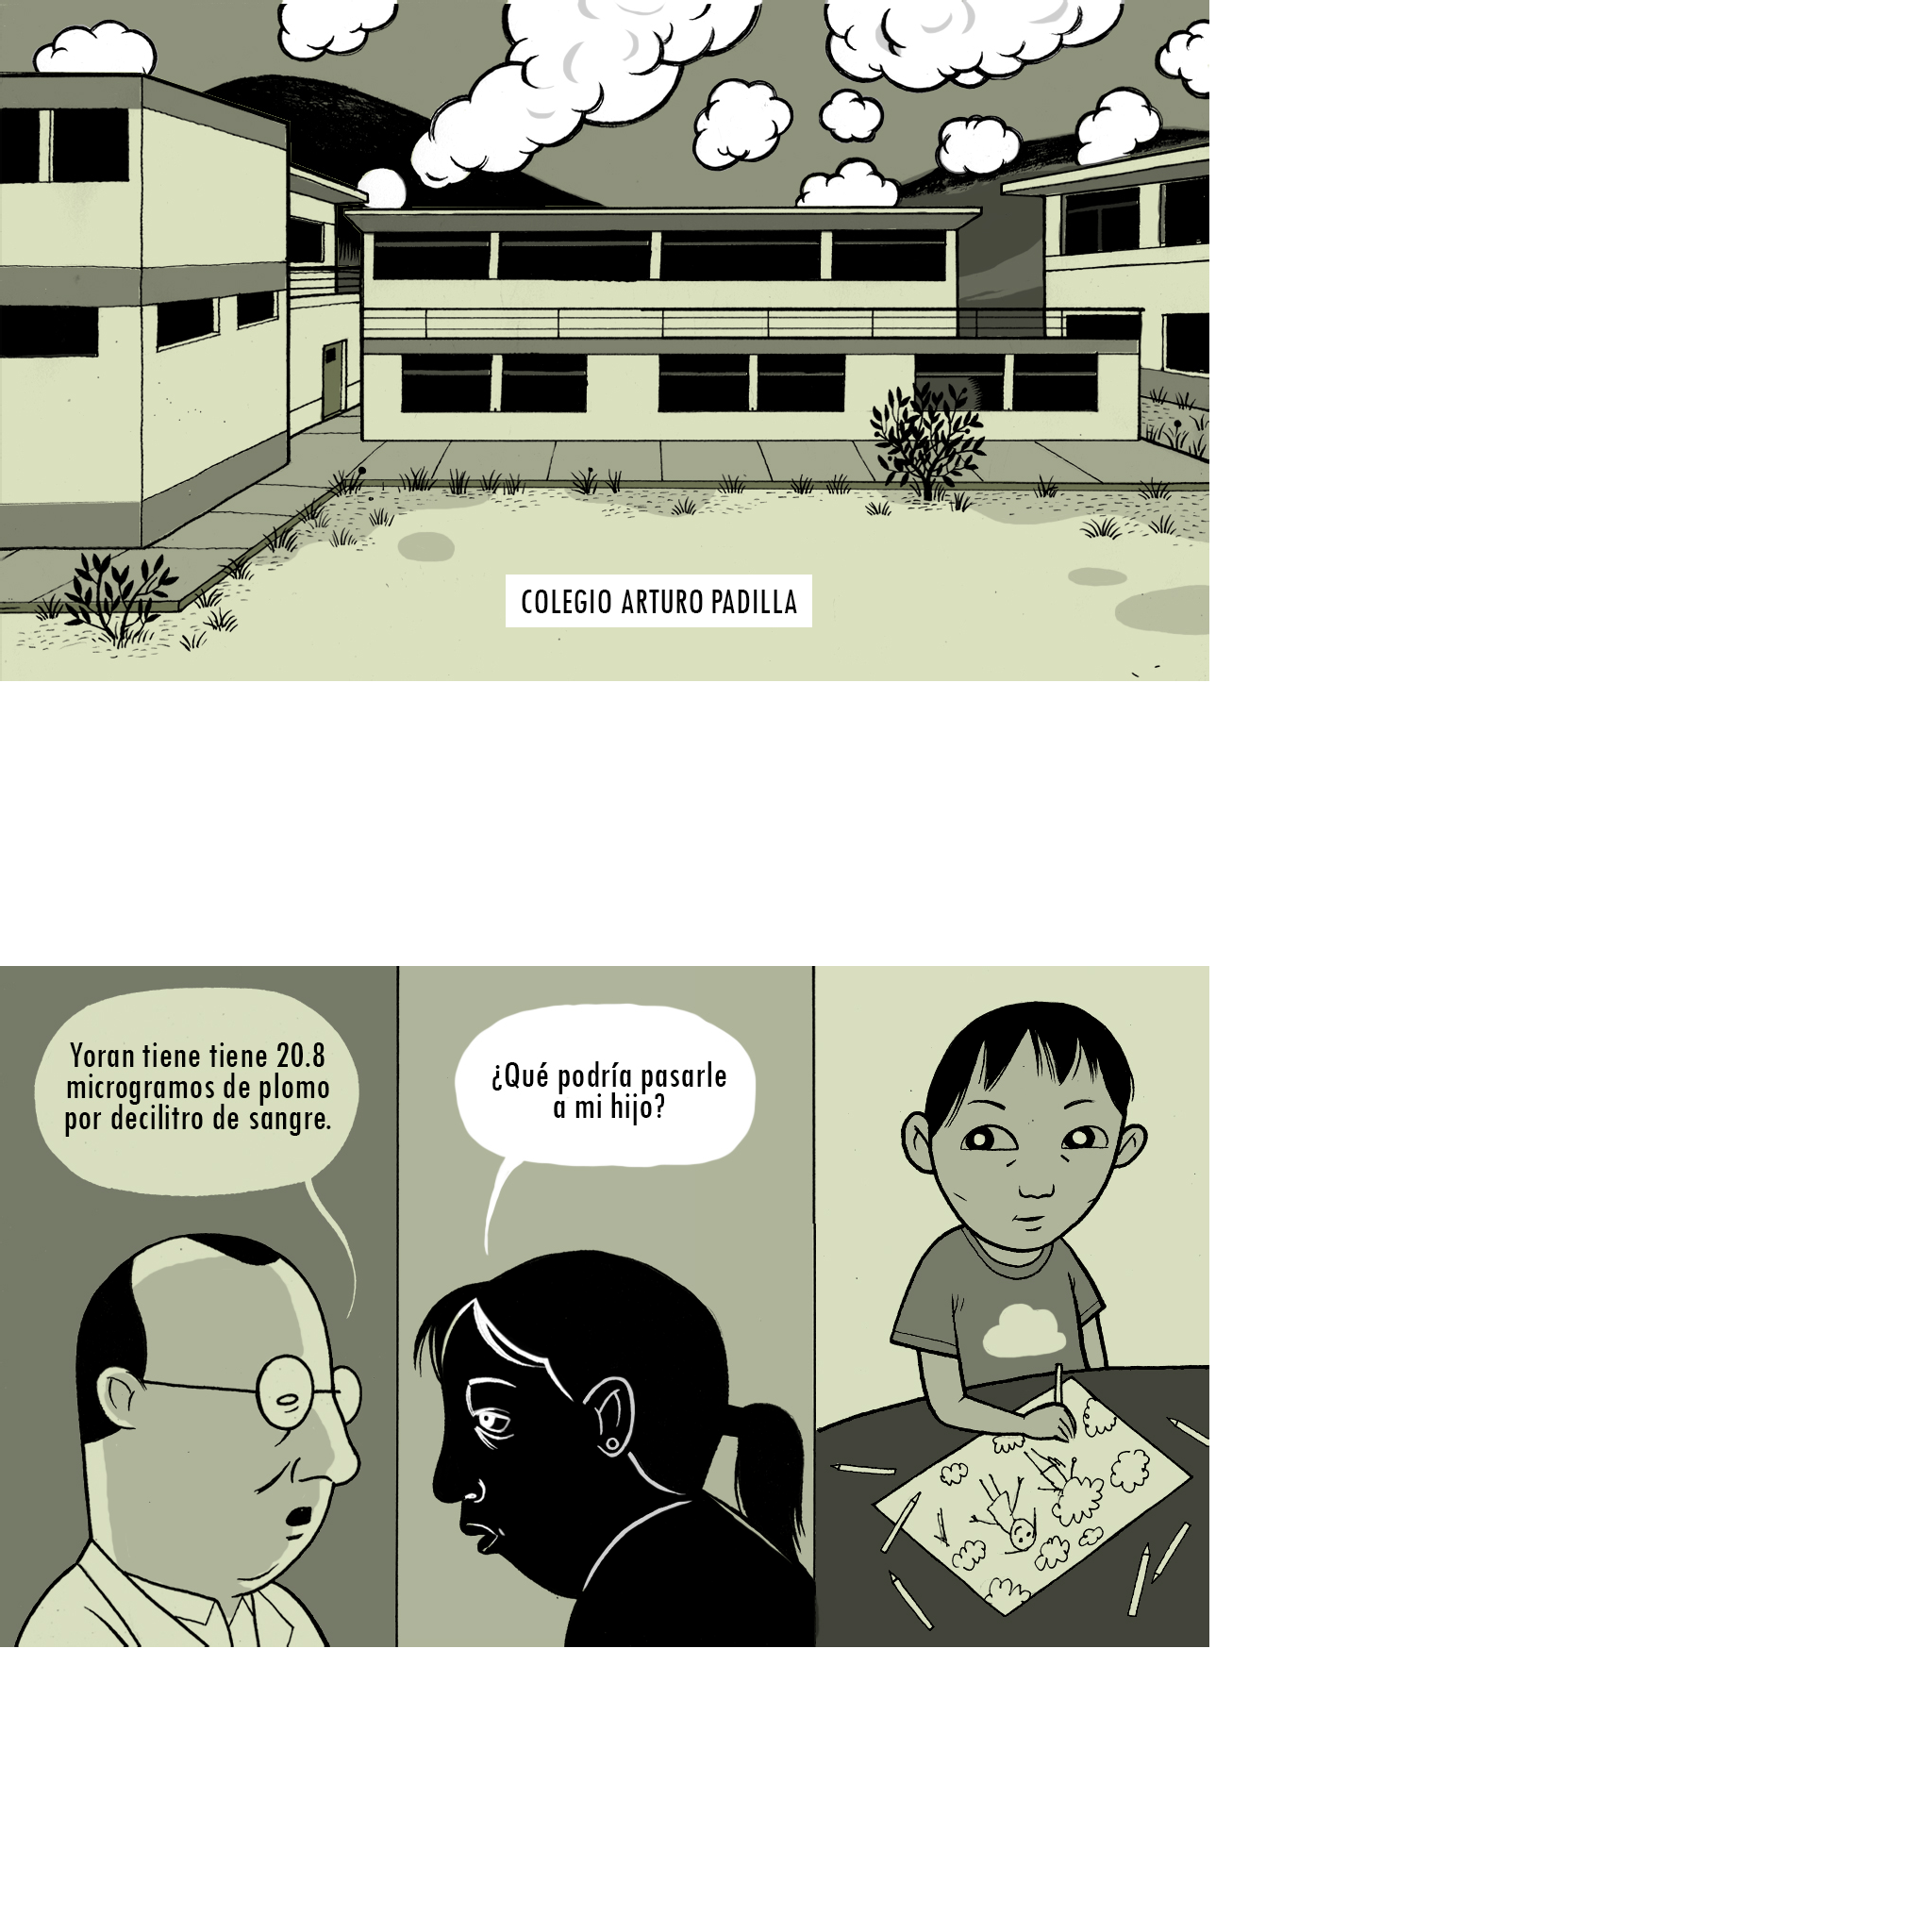 COLEGIO ARTURO PADILLA
Yoran tiene tiene 20.8
microgramos de plomo
por decilitro de sangre.
¿Qué podría pasarle
a mi hijo?